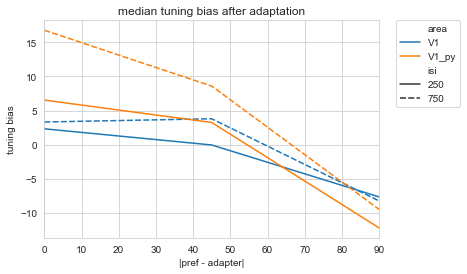 median tuning bias after adaptation
area
V1
V1_py
isi
250
750
tuning bias
15
10
5
0
−5
−10
0 10 20 30 40 50 60 70 80 90
|pref - adapter|